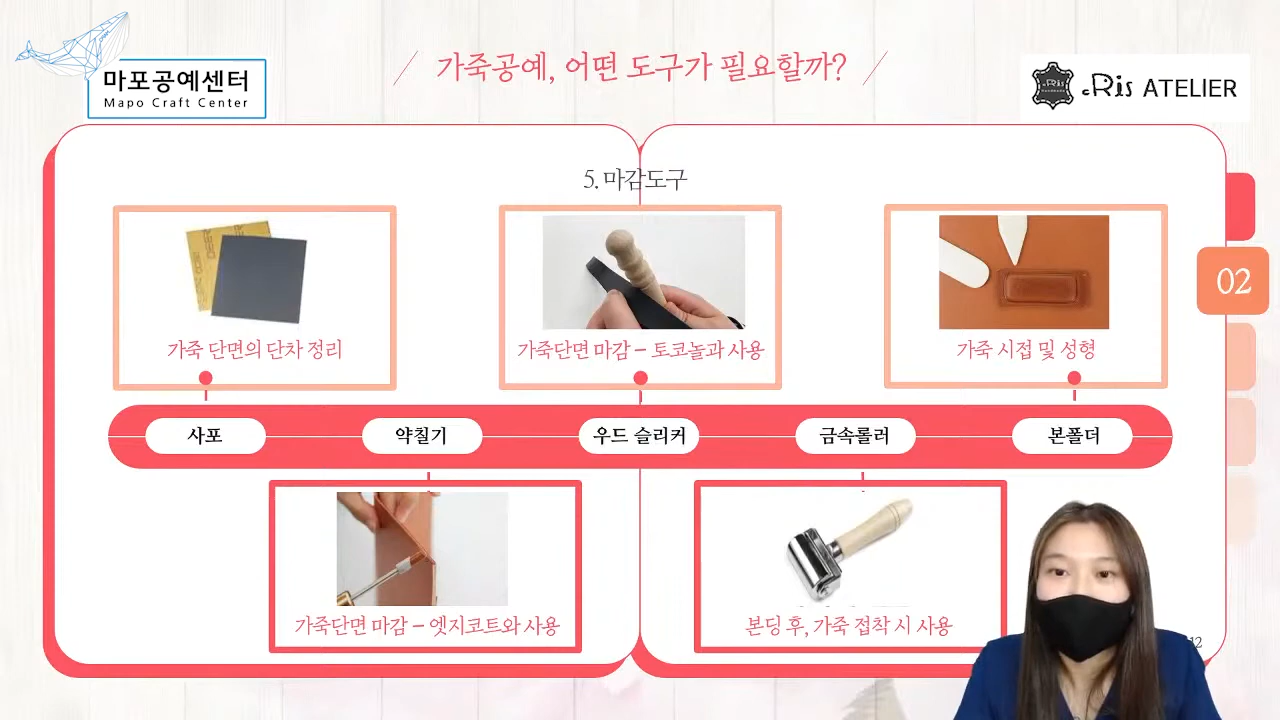 마포공예센터
Mapo Craft Center
가죽공예, 어떤 도구가 필요할까?
Ris ATELIER
5. 마감도구
02
가죽 단면의 단차 정리
가죽단면 마감 - 토코놀과 사용
가죽 시접 및 성형
사포
약칠기
우드 슬리커
금속롤러
본폴더
가죽단면 마감 - 엣지코트와 사용
본딩 후, 가죽 접착 시 사용
12